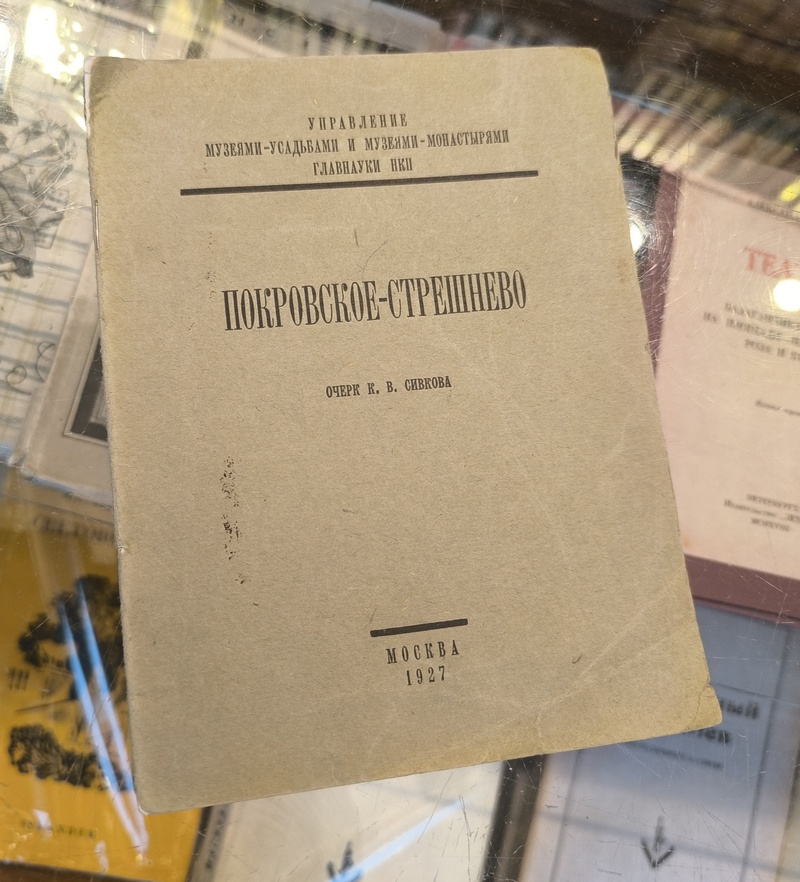 УПРАВЛЕНИЕ
МУЗЕЯМИ-УСАДЬБАМИ И МУЗЕЯМИ-МОНАСТЫРЯМИ
ГЛАВНАУКИ НКП
ПОКРОВСКОЕ-СТРЕШНЕВО
ОЧЕРК К. В. СИВКОВА
МОСКВА
1927